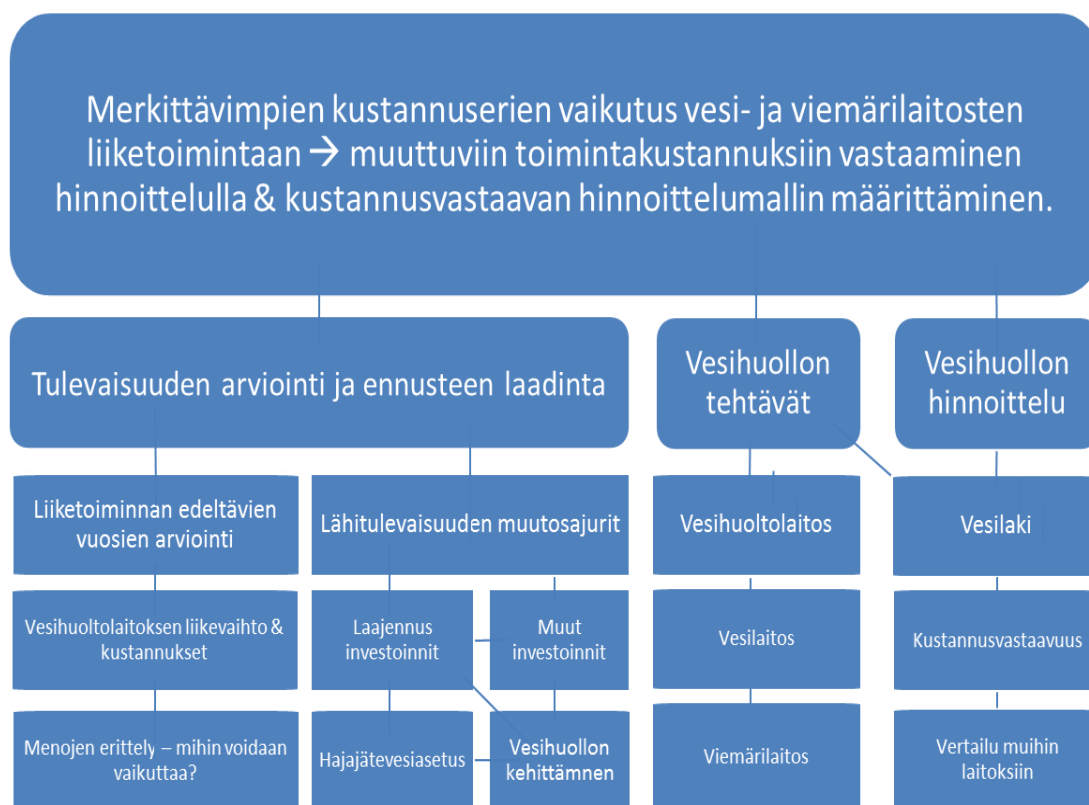 Merkittävimpien kustannuserien vaikutus vesi- ja viemärilaitosten
liiketoimintaan → muuttuviin toimintakustannuksiin vastaaminen
hinnoittelulla & kustannusvastaavan hinnoittelumallin määrittäminen.
Tulevaisuuden arviointi ja ennusteen laadinta
Vesihuollon
tehtävät
Vesihuollon
hinnoittelu
Liiketoiminnan edeltävien
vuosien arviointi
Lähitulevaisuuden muutosajurit
Vesihuoltolaitos
Vesilaki
Vesihuoltolaitoksen liikevaihto &
kustannukset
Laajennus
investoinnit
Muut
investoinnit
Vesilaitos
Kustannusvastaavuus
Menojen erittely – mihin voidaan
vaikuttaa?
Hajajätevesiasetus
Vesihuollon
kehittämnen
Viemärilaitos
Vertailu muihin
laitoksiin